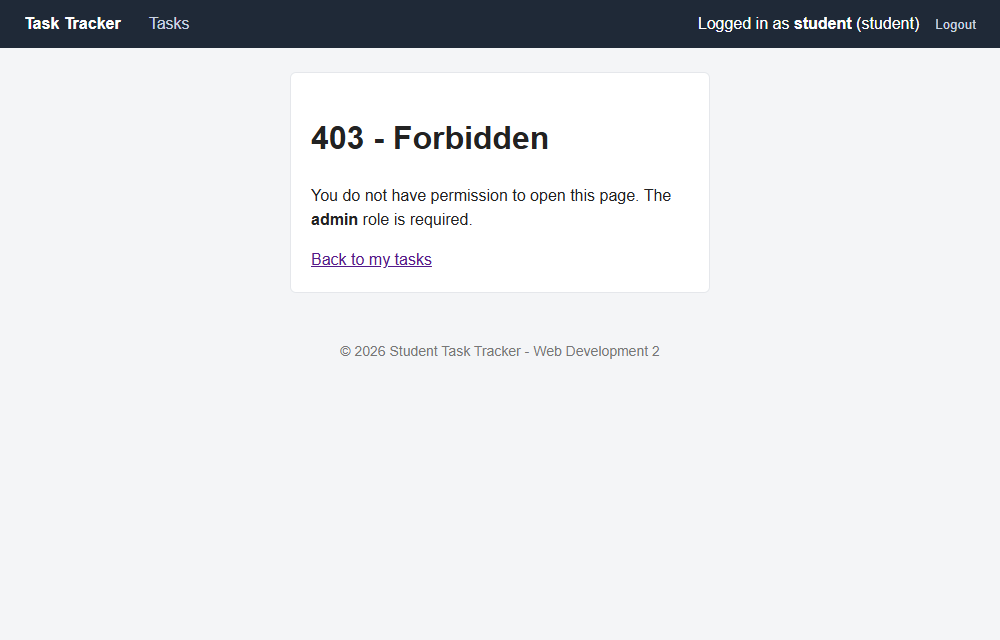 Task Tracker Tasks Logged in as student (student) Logout
403 - Forbidden
You do not have permission to open this page. The
admin role is required.
Back to my tasks
© 2026 Student Task Tracker - Web Development 2